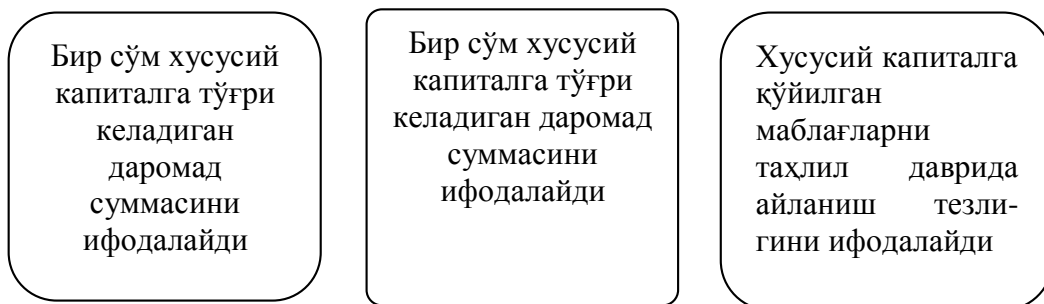 Бир сўм хусусий
капиталга тўғри
келадиган
даромад
суммасини
ифодалайди
Бир сўм хусусий
капиталга тўғри
келадиган даромад
суммасини
ифодалайди
Хусусий капиталга
қўйилган
маблағларни
таҳлил даврида
айланиш тезли-
гини ифодалайди